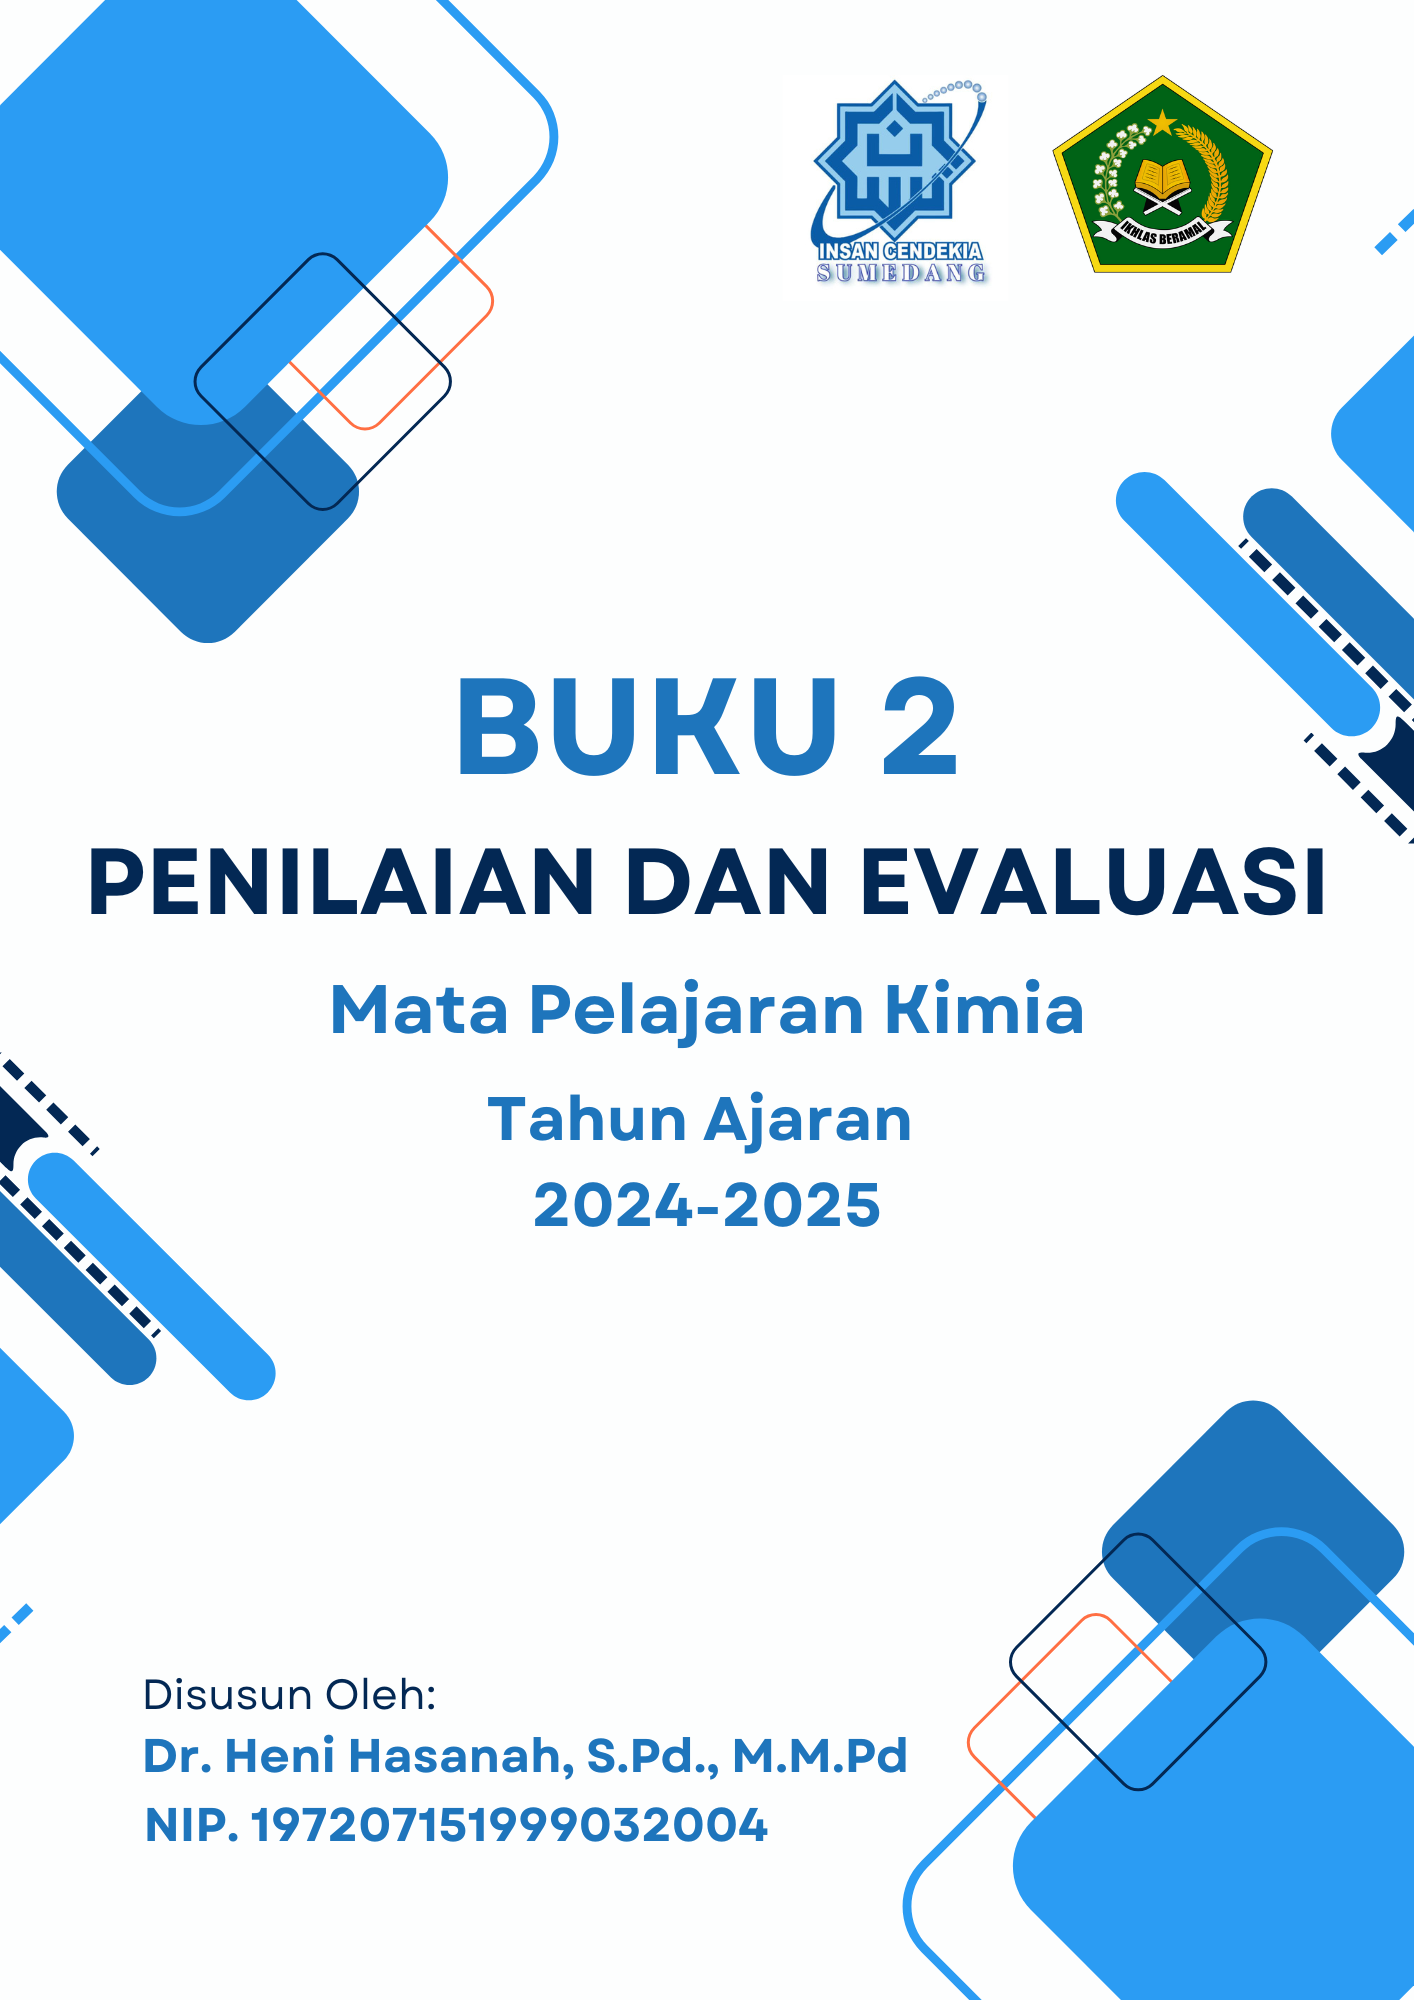 INSAN CENDEKIA
SUMEDANG
IKHLAS BERAMAL
BUKU 2
PENILAIAN DAN EVALUASI
Mata Pelajaran Kimia
Tahun Ajaran
2024-2025
Disusun Oleh:
Dr. Heni Hasanah, S.Pd., M.M.Pd
NIP. 197207151999032004